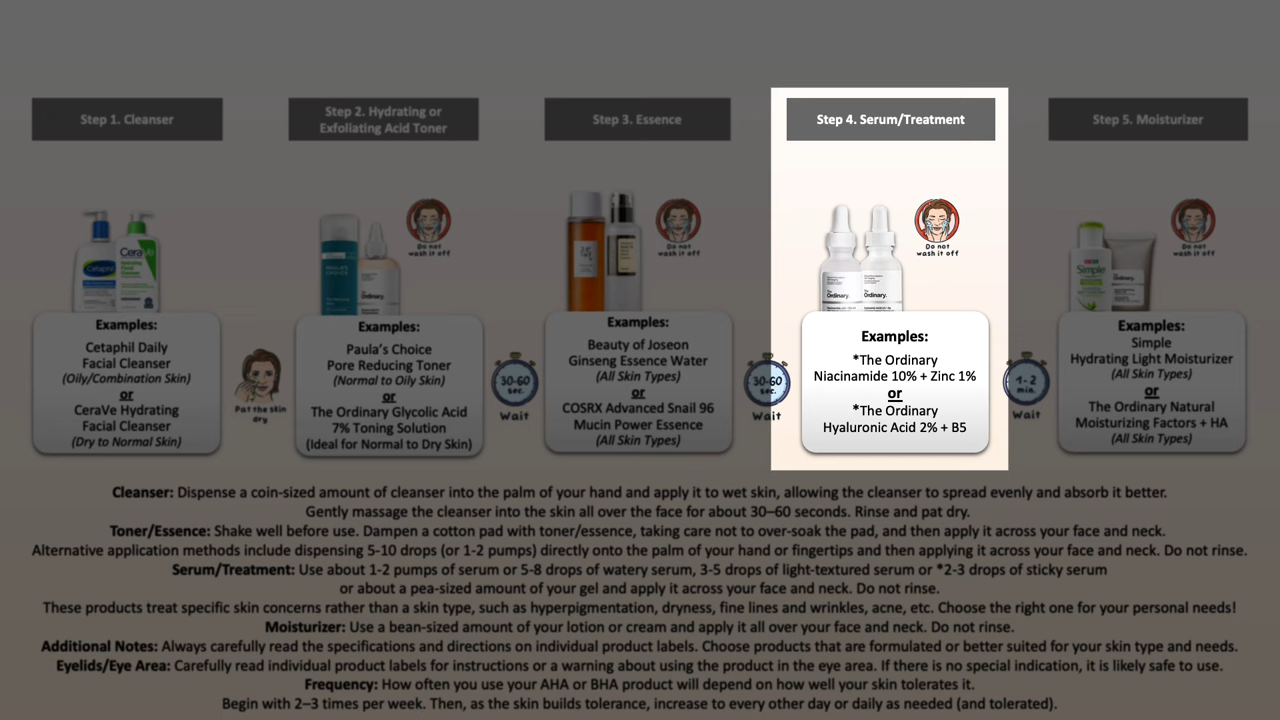 Step 1. Cleanser
Step 2. Hydrating or
Exfoliating Acid Toner
Step 3. Essence
Step 4. Serum/Treatment
Step 5. Moisturizer
Cetaphil
CeraVe
Hydrating
Facial
Cleanser
PAULA'S
CHOICE
The
Ordinary.
Do not
wash it off
Do not
wash it off
The
Ordinary.
The
Ordinary.
Do not
wash it off
Simple
Do not
wash it off
Examples:
Cetaphil Daily
Facial Cleanser
(Oily/Combination Skin)
or
CeraVe Hydrating
Facial Cleanser
(Dry to Normal Skin)
Pat the skin
dry
Examples:
Paula's Choice
Pore Reducing Toner
(Normal to Oily Skin)
or
The Ordinary Glycolic Acid
7% Toning Solution
(Ideal for Normal to Dry Skin)
30-60
sec.
Wait
Examples:
Beauty of Joseon
Ginseng Essence Water
(All Skin Types)
or
COSRX Advanced Snail 96
Mucin Power Essence
(All Skin Types)
30-60
sec.
Wait
Examples:
*The Ordinary
Niacinamide 10% + Zinc 1%
or
*The Ordinary
Hyaluronic Acid 2% + B5
1-2
min.
Wait
Examples:
Simple
Hydrating Light Moisturizer
(All Skin Types)
or
The Ordinary Natural
Moisturizing Factors + HA
(All Skin Types)
Cleanser: Dispense a coin-sized amount of cleanser into the palm of your hand and apply it to wet skin, allowing the cleanser to spread evenly and absorb it better.
Gently massage the cleanser into the skin all over the face for about 30–60 seconds. Rinse and pat dry.
Toner/Essence: Shake well before use. Dampen a cotton pad with toner/essence, taking care not to over-soak the pad, and then apply it across your face and neck.
Alternative application methods include dispensing 5-10 drops (or 1-2 pumps) directly onto the palm of your hand or fingertips and then applying it across your face and neck. Do not rinse.
Serum/Treatment: Use about 1-2 pumps of serum or 5-8 drops of watery serum, 3-5 drops of light-textured serum or *2-3 drops of sticky serum
or about a pea-sized amount of your gel and apply it across your face and neck. Do not rinse.
These products treat specific skin concerns rather than a skin type, such as hyperpigmentation, dryness, fine lines and wrinkles, acne, etc. Choose the right one for your personal needs!
Moisturizer: Use a bean-sized amount of your lotion or cream and apply it all over your face and neck. Do not rinse.
Additional Notes: Always carefully read the specifications and directions on individual product labels. Choose products that are formulated or better suited for your skin type and needs.
Eyelids/Eye Area: Carefully read individual product labels for instructions or a warning about using the product in the eye area. If there is no special indication, it is likely safe to use.
Frequency: How often you use your AHA or BHA product will depend on how well your skin tolerates it.
Begin with 2–3 times per week. Then, as the skin builds tolerance, increase to every other day or daily as needed (and tolerated).